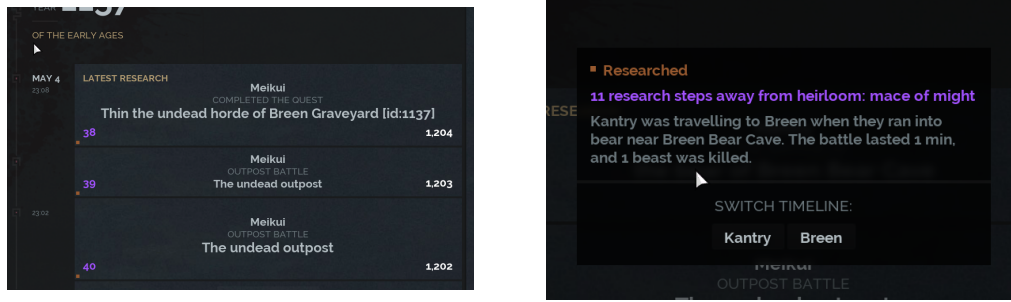 YEAR 1137
OF THE EARLY AGES
MAY 4
23:08
LATEST RESEARCH
Meikui
COMPLETED THE QUEST
Thin the undead horde of Breen Graveyard [id:1137]
38
1,204
Meikui
OUTPOST BATTLE
39
The undead outpost
1,203
23:02
Meikui
OUTPOST BATTLE
The undead outpost
40
1,202
Researched
11 research steps away from heirloom: mace of might
RESE
Kantry was travelling to Breen when they ran into
bear near Breen Bear Cave. The battle lasted 1 min,
and 1 beast was killed.
SWITCH TIMELINE:
Kantry Breen
Meikui
OUTPOST BATTLE